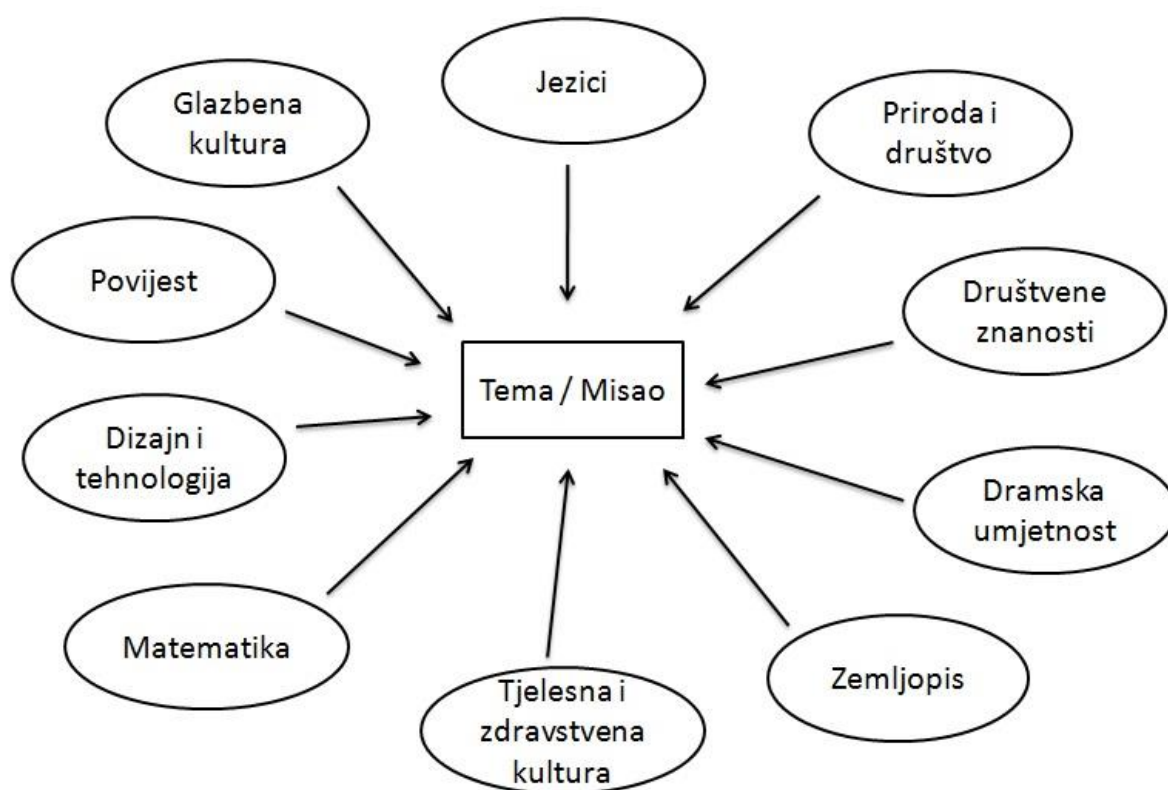 Jezici
Glazbena
kultura
Priroda i
društvo
Povijest
Društvene
znanosti
Tema / Misao
Dizajn i
tehnologija
Dramska
umjetnost
Matematika
Zemljopis
Tjelesna i
zdravstvena
kultura